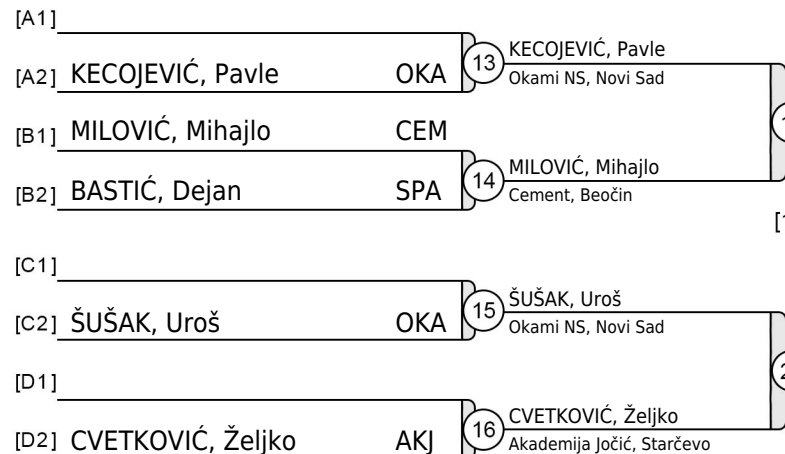 [A1]
[A2] KECOJEVIĆ, Pavle OKA
13
KECOJEVIĆ, Pavle
Okami NS, Novi Sad
[B1] MILOVIĆ, Mihajlo CEM
[B2] BASTIĆ, Dejan SPA
14
MILOVIĆ, Mihajlo
Cement, Beočin
[C1]
[C2] ŠUŠAK, Uroš OKA
15
ŠUŠAK, Uroš
Okami NS, Novi Sad
[D1]
[D2] CVETKOVIĆ, Željko AKJ
16
CVETKOVIĆ, Željko
Akademija Jočić, Starčevo